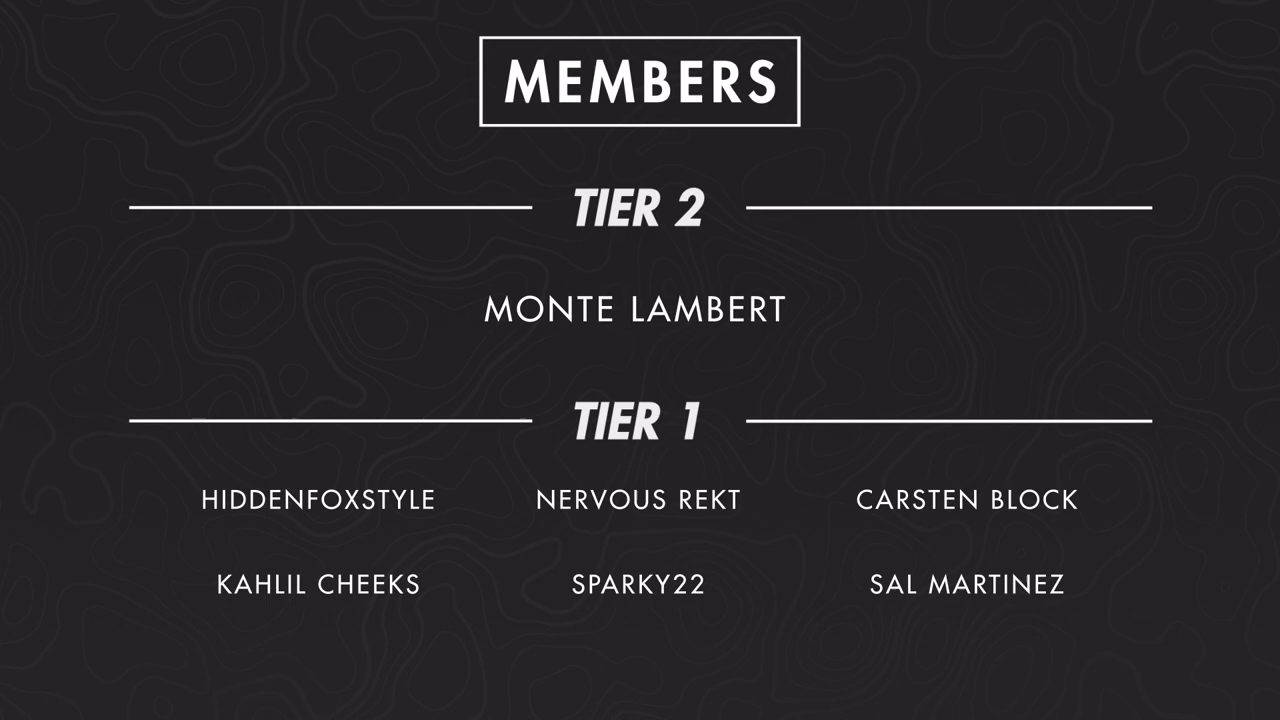 MEMBERS
TIER 2
MONTE LAMBERT
TIER 1
HIDDENFOXSTYLE NERVOUS REKT CARSTEN BLOCK
KAHLIL CHEEKS SPARKY22 SAL MARTINEZ